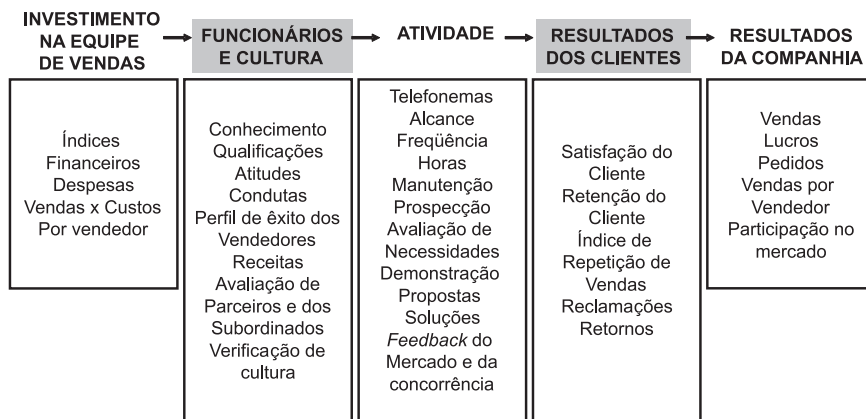 INVESTIMENTO
NA EQUIPE
DE VENDAS
FUNCIONÁRIOS
E CULTURA
ATIVIDADE
RESULTADOS
DOS CLIENTES
RESULTADOS
DA COMPANHIA
Índices
Financeiros
Despesas
Vendas x Custos
Por vendedor
Conhecimento
Qualificações
Atitudes
Condutas
Perfil de êxito dos
Vendedores
Receitas
Avaliação de
Parceiros e dos
Subordinados
Verificação de
cultura
Telefonemas
Alcance
Freqüência
Horas
Manutenção
Prospecção
Avaliação de
Necessidades
Demonstração
Propostas
Soluções
Feedback do
Mercado e da
concorrência
Satisfação do
Cliente
Retenção do
Cliente
Índice de
Repetição de
Vendas
Reclamações
Retornos
Vendas
Lucros
Pedidos
Vendas por
Vendedor
Participação no
mercado